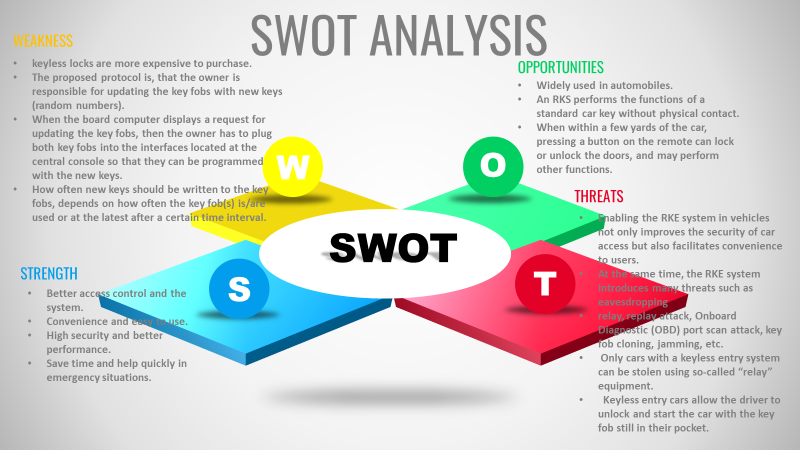 SWOT ANALYSIS
WEAKNESS
• keyless locks are more expensive to purchase.
• The proposed protocol is, that the owner is
responsible for updating the key fobs with new keys
(random numbers).
• When the board computer displays a request for
updating the key fobs, then the owner has to plug
both key fobs into the interfaces located at the
central console so that they can be programmed
with the new keys.
• How often new keys should be written to the key
fobs, depends on how often the key fob(s) is/are
used or at the latest after a certain time interval.
OPPORTUNITIES
• Widely used in automobiles.
• An RKS performs the functions of a
standard car key without physical contact.
• When within a few yards of the car,
pressing a button on the remote can lock
or unlock the doors, and may perform
other functions.
W
O
SWOT
S
T
STRENGTH
• Better access control and the
system.
• Convenience and easy to use.
• High security and better
performance.
• Save time and help quickly in
emergency situations.
THREATS
• Enabling the RKE system in vehicles
not only improves the security of car
access but also facilitates convenience
to users.
• At the same time, the RKE system
introduces many threats such as
eavesdropping
• relay, replay attack, Onboard
Diagnostic (OBD) port scan attack, key
fob cloning, jamming, etc.
• Only cars with a keyless entry system
can be stolen using so-called “relay”
equipment.
• Keyless entry cars allow the driver to
unlock and start the car with the key
fob still in their pocket.